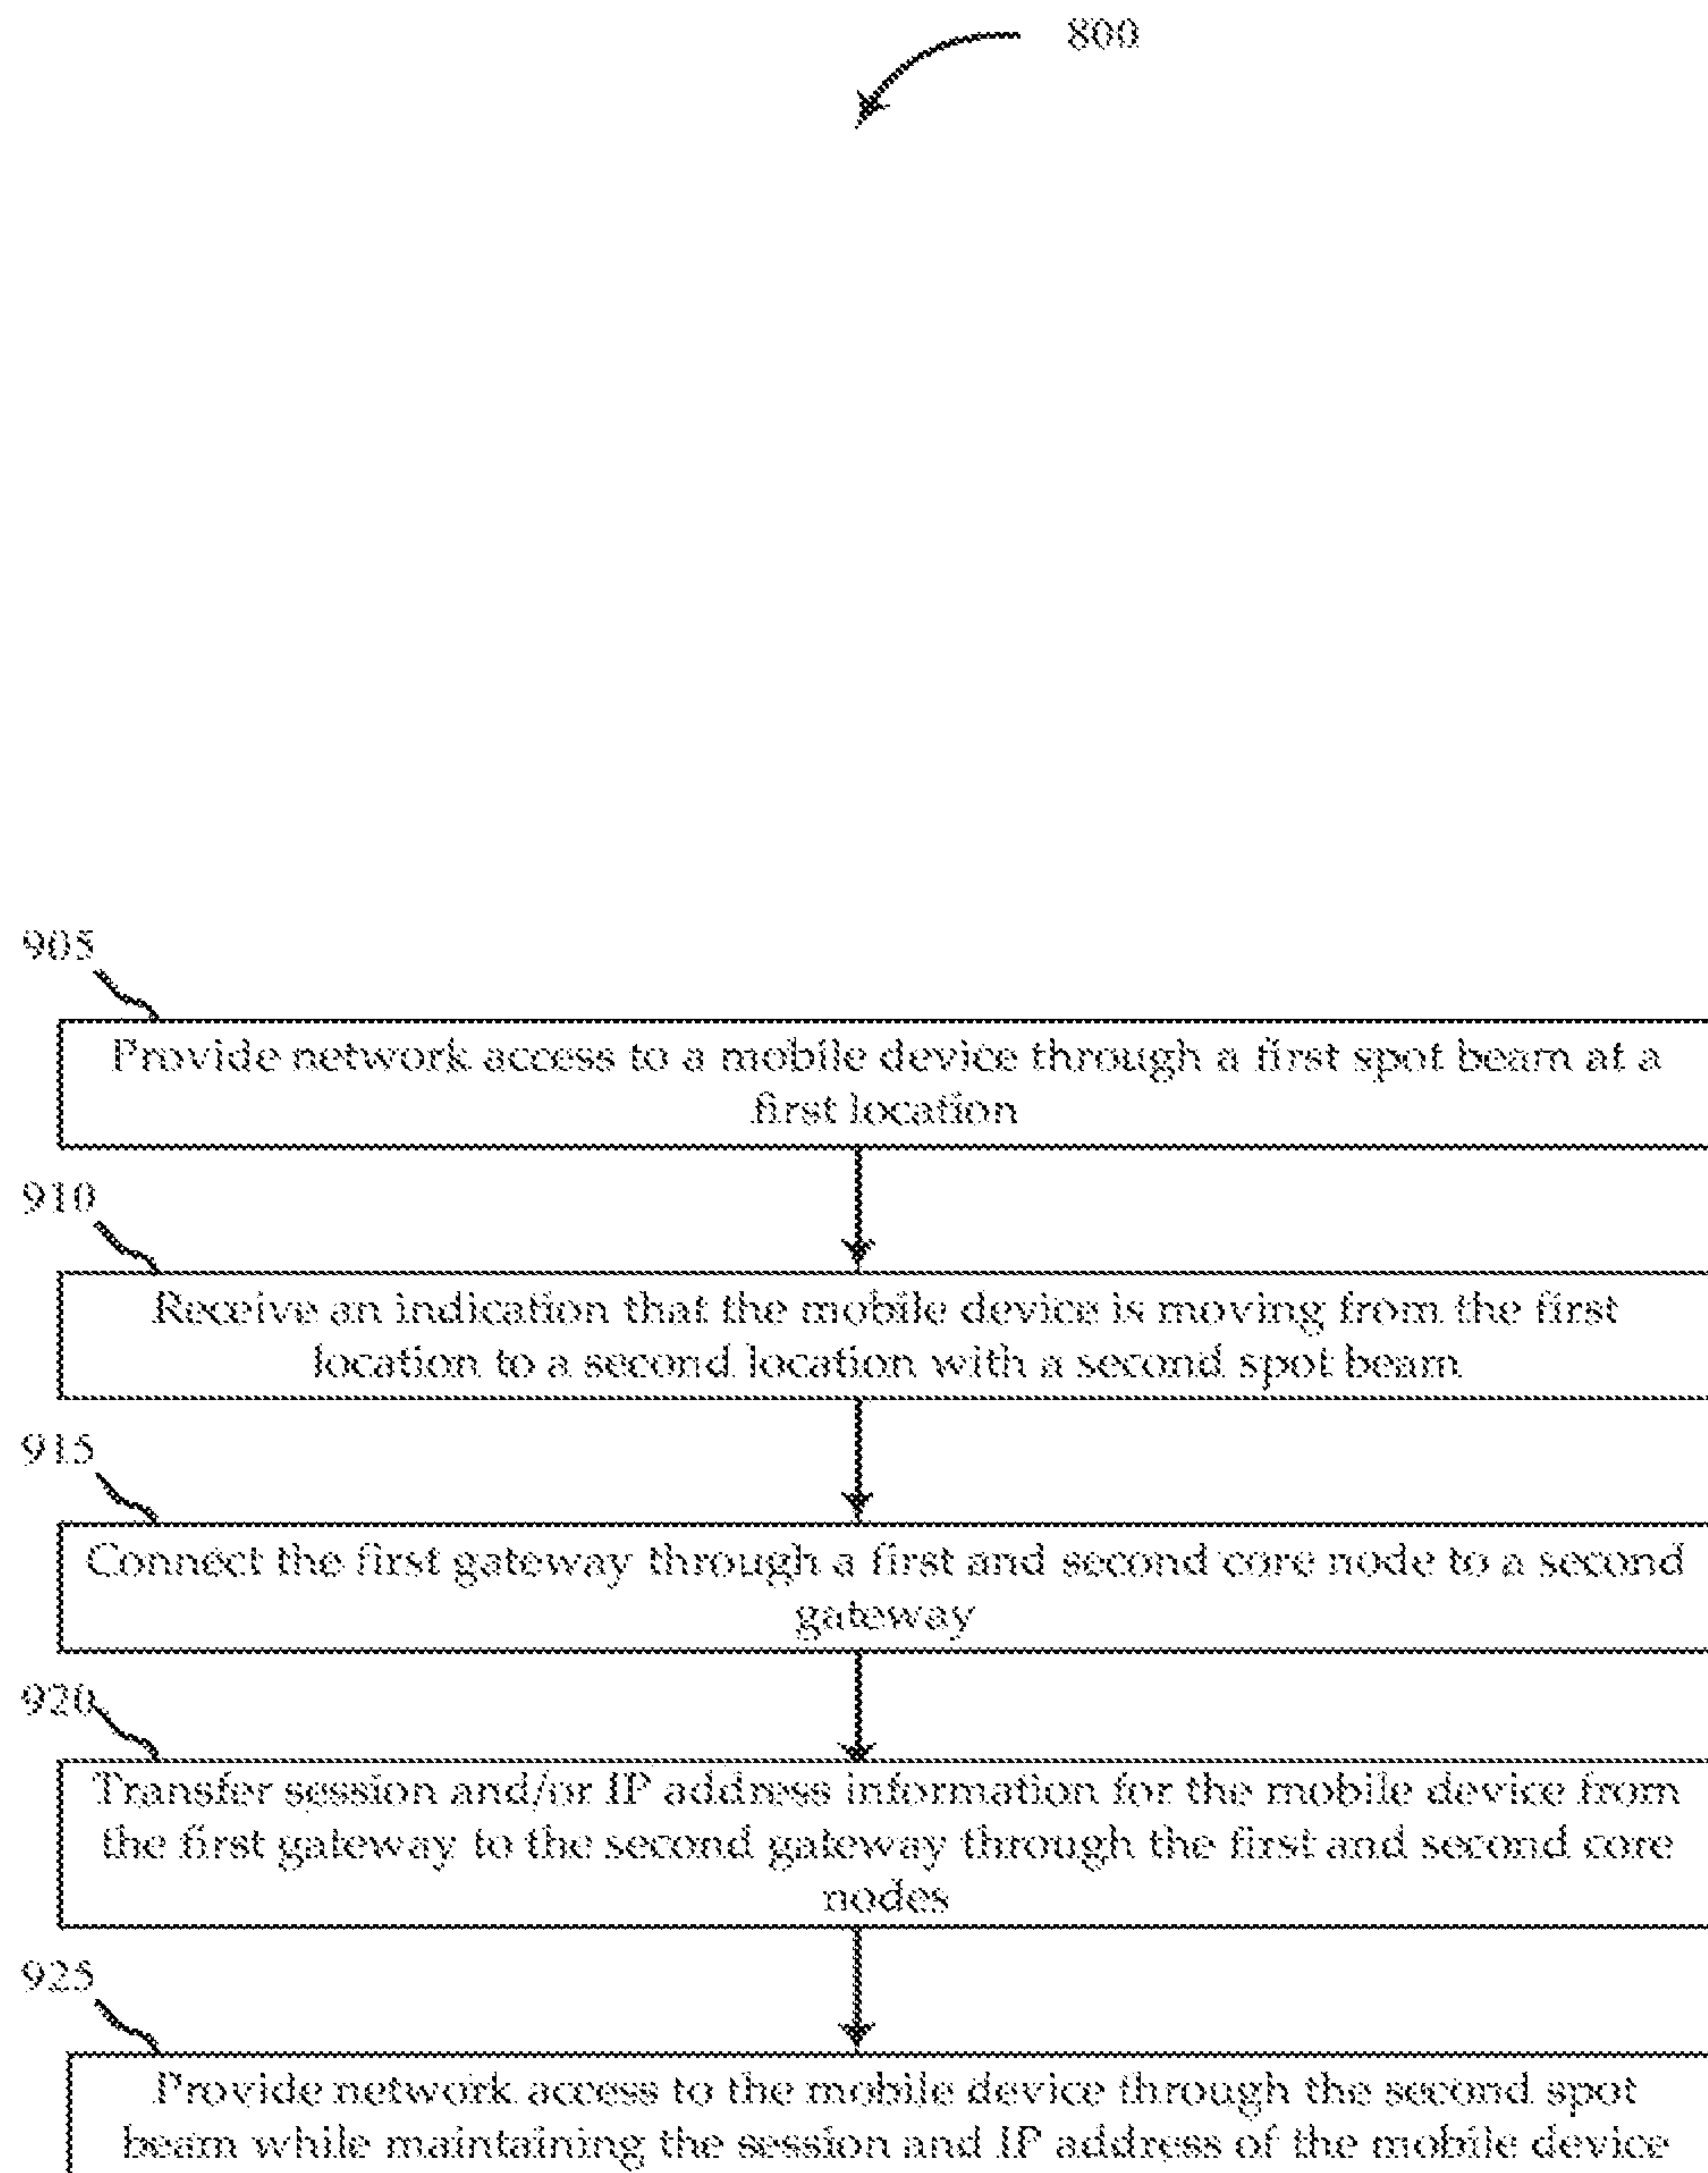 800
905
Provide network access to a mobile device through a first spot beam at a
first location
910
Receive an indication that the mobile device is moving from the first
location to a second location with a second spot beam
915
Connect the first gateway through a first and second core node to a second
gateway
920
Transfer session and/or IP address information for the mobile device from
the first gateway to the second gateway through the first and second core
nodes
925
Provide network access to the mobile device through the second spot
beam while maintaining the session and IP address of the mobile device